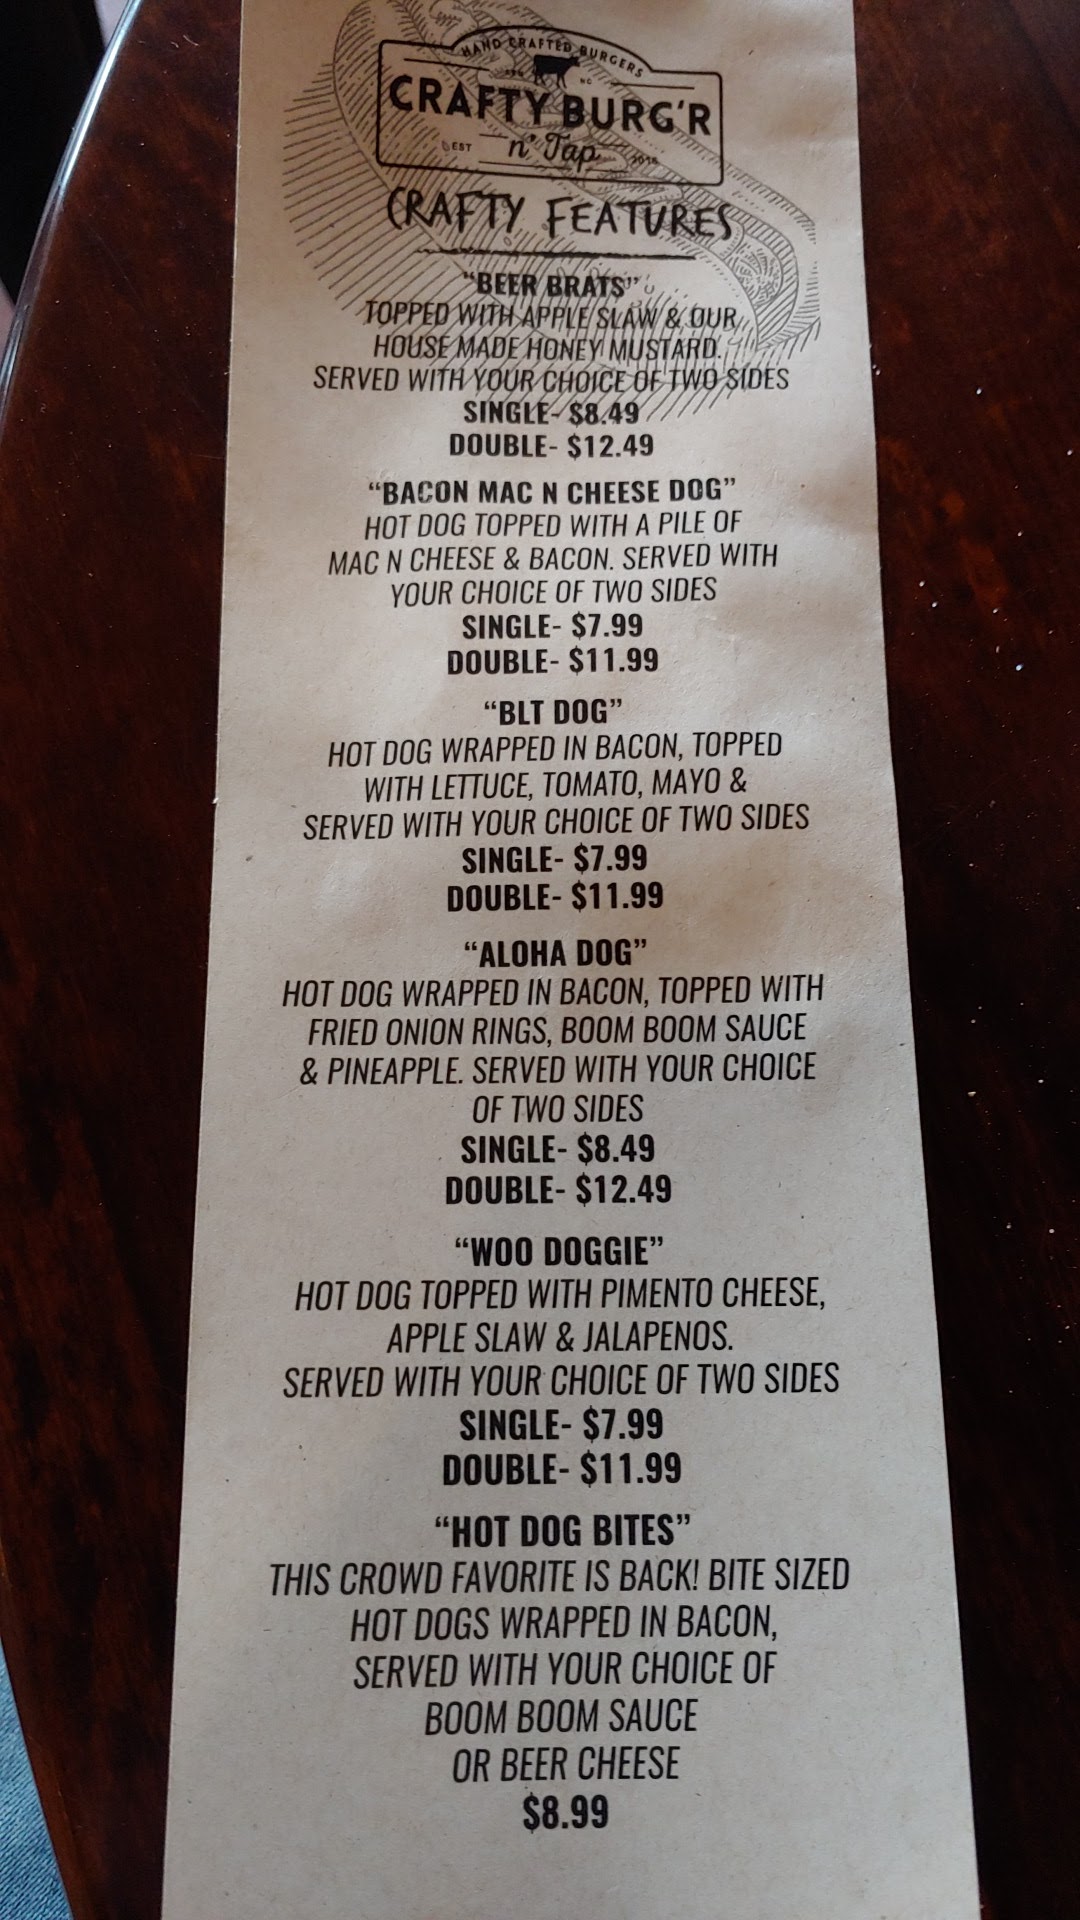 HAND CRAFTED BURGERS
NC
CRAFTY BURG'R
EST n' Tap 2016
CRAFTY FEATURES
"BEER BRATS"
TOPPED WITH APPLE SLAW & OUR
HOUSE MADE HONEY MUSTARD.
SERVED WITH YOUR CHOICE OF TWO SIDES
SINGLE- $8.49
DOUBLE- $12.49
"BACON MAC N CHEESE DOG"
HOT DOG TOPPED WITH A PILE OF
MAC N CHEESE & BACON. SERVED WITH
YOUR CHOICE OF TWO SIDES
SINGLE- $7.99
DOUBLE- $11.99
"BLT DOG"
HOT DOG WRAPPED IN BACON, TOPPED
WITH LETTUCE, TOMATO, MAYO &
SERVED WITH YOUR CHOICE OF TWO SIDES
SINGLE- $7.99
DOUBLE- $11.99
"ALOHA DOG"
HOT DOG WRAPPED IN BACON, TOPPED WITH
FRIED ONION RINGS, BOOM BOOM SAUCE
& PINEAPPLE. SERVED WITH YOUR CHOICE
OF TWO SIDES
SINGLE- $8.49
DOUBLE- $12.49
"WOO DOGGIE"
HOT DOG TOPPED WITH PIMENTO CHEESE,
APPLE SLAW & JALAPENOS.
SERVED WITH YOUR CHOICE OF TWO SIDES
SINGLE- $7.99
DOUBLE- $11.99
"HOT DOG BITES"
THIS CROWD FAVORITE IS BACK! BITE SIZED
HOT DOGS WRAPPED IN BACON,
SERVED WITH YOUR CHOICE OF
BOOM BOOM SAUCE
OR BEER CHEESE
$8.99